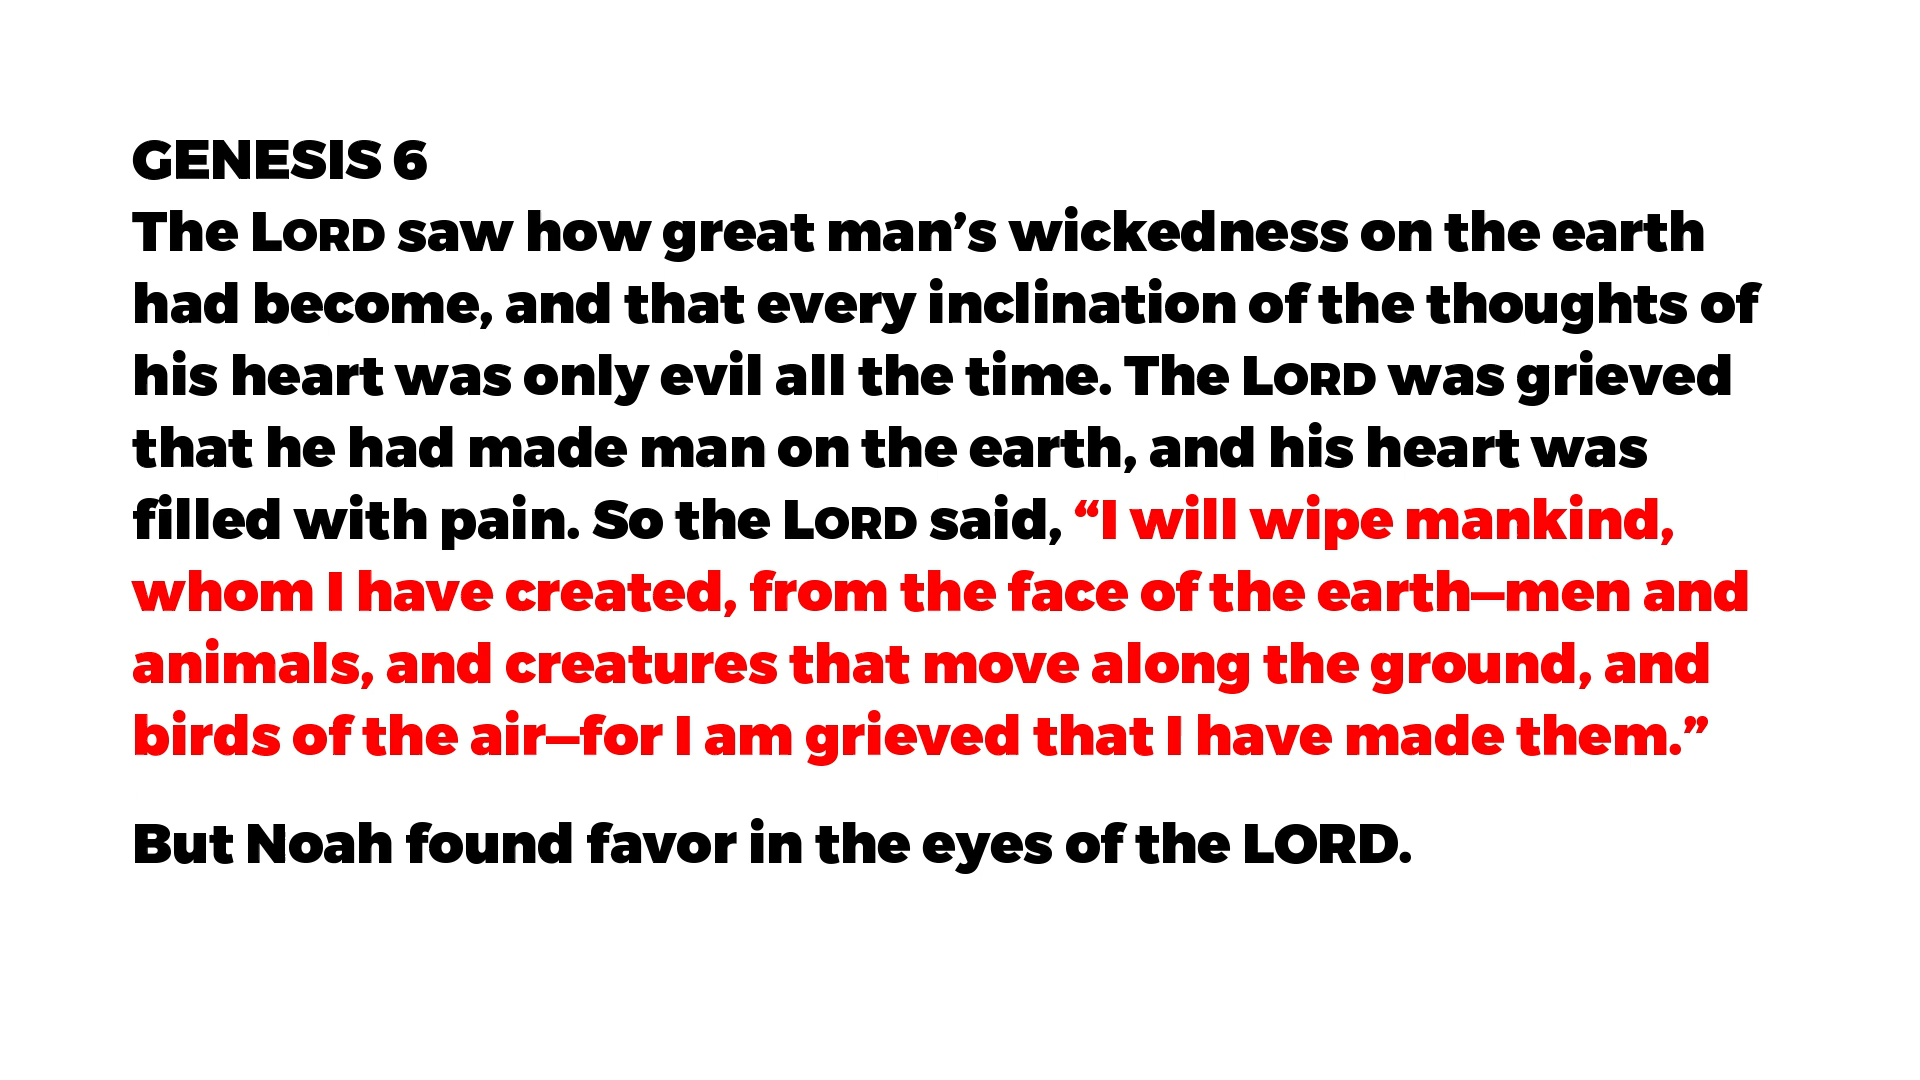 GENESIS 6
The LORD saw how great man’s wickedness on the earth
had become, and that every inclination of the thoughts of
his heart was only evil all the time. The LORD was grieved
that he had made man on the earth, and his heart was
filled with pain. So the LORD said, “I will wipe mankind,
whom I have created, from the face of the earth—men and
animals, and creatures that move along the ground, and
birds of the air—for I am grieved that I have made them.”
But Noah found favor in the eyes of the LORD.